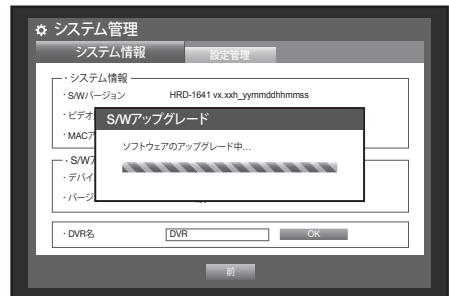 システム管理
システム情報
設定管理
· システム情報
· S/Wバージョン HRD-1641 vx.xxh_yymmddhhmmss
· ビデオ
· MACア
S/Wアップグレード
ソフトウェアのアップグレード中...
· S/Wア
· デバイ
· バージ
· DVR名 DVR OK
前